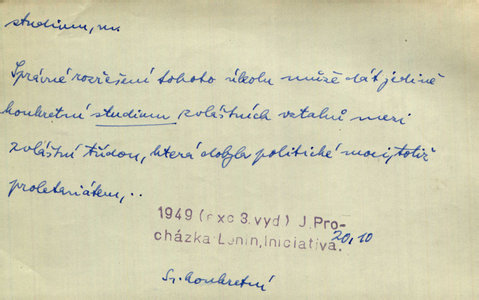 studium, n.
Správné rozřešení tohoto úkolu může dát jedině
konkretní studium zvláštních vztahů mezi
zvláštní třídou, která dobyla politické moci, totiž
proletariátem,..
1949 (exc 3.vyd) J.Pro-
cházka Lenin, Iniciativa. 20, 10
Sr. konkretní